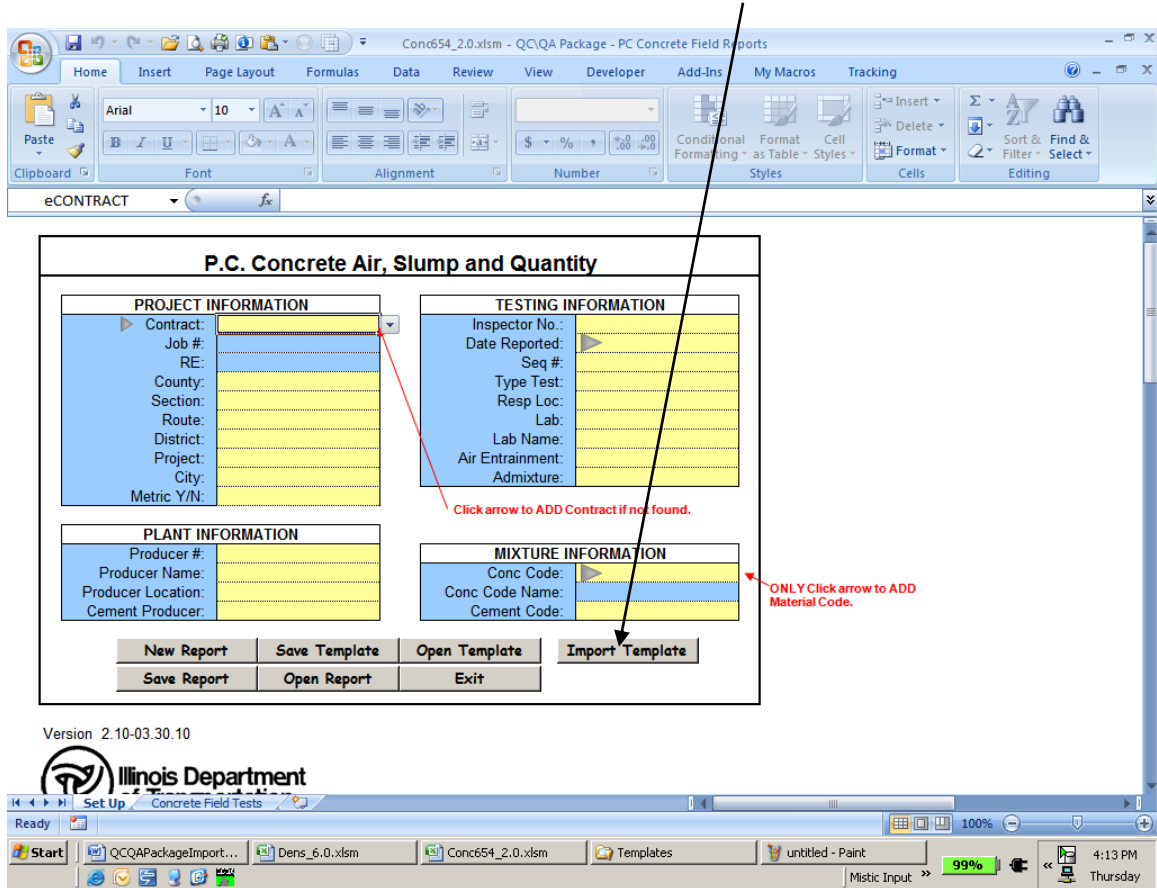 Conc654_2.0.xlsm - QC\QA Package - PC Concrete Field Reports
Home Insert Page Layout Formulas Data Review View Developer Add-Ins My Macros Tracking
Arial 10
Paste
Conditional Formatting
Format as Table
Cell Styles
Insert
Delete
Format
Sort & Filter
Find & Select
Clipboard Font Alignment Number Styles Cells Editing
eCONTRACT fx
P.C. Concrete Air, Slump and Quantity
PROJECT INFORMATION
Contract:
Job #:
RE:
County:
Section:
Route:
District:
Project:
City:
Metric Y/N:
TESTING INFORMATION
Inspector No.:
Date Reported:
Seq #:
Type Test:
Resp Loc:
Lab:
Lab Name:
Air Entrainment:
Admixture:
Click arrow to ADD Contract if not found.
PLANT INFORMATION
Producer #:
Producer Name:
Producer Location:
Cement Producer:
MIXTURE INFORMATION
Conc Code:
Conc Code Name:
Cement Code:
ONLY Click arrow to ADD
Material Code.
New Report Save Template Open Template Import Template
Save Report Open Report Exit
Version 2.10-03.30.10
Illinois Department
of Transportation
Set Up Concrete Field Tests
Ready 100%
Start QCQAPackageImport... Dens_6.0.xlsm Conc654_2.0.xlsm Templates untitled - Paint 99% 4:13 PM
Mistic Input » Thursday